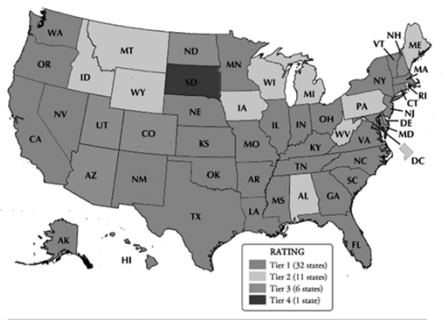 WA
MT
ND
MN
NH
VT
ME
OR
ID
SD
WI
MI
NY
MA
WY
RI
CT
NV
NE
IA
PA
NJ
DE
MD
CA
UT
CO
IL
IN
OH
WV
VA
DC
KS
MO
KY
AZ
NM
OK
AR
TN
NC
SC
TX
LA
MS
AL
GA
FL
AK
HI
RATING
Tier 1 (32 states)
Tier 2 (11 states)
Tier 3 (6 states)
Tier 4 (1 state)